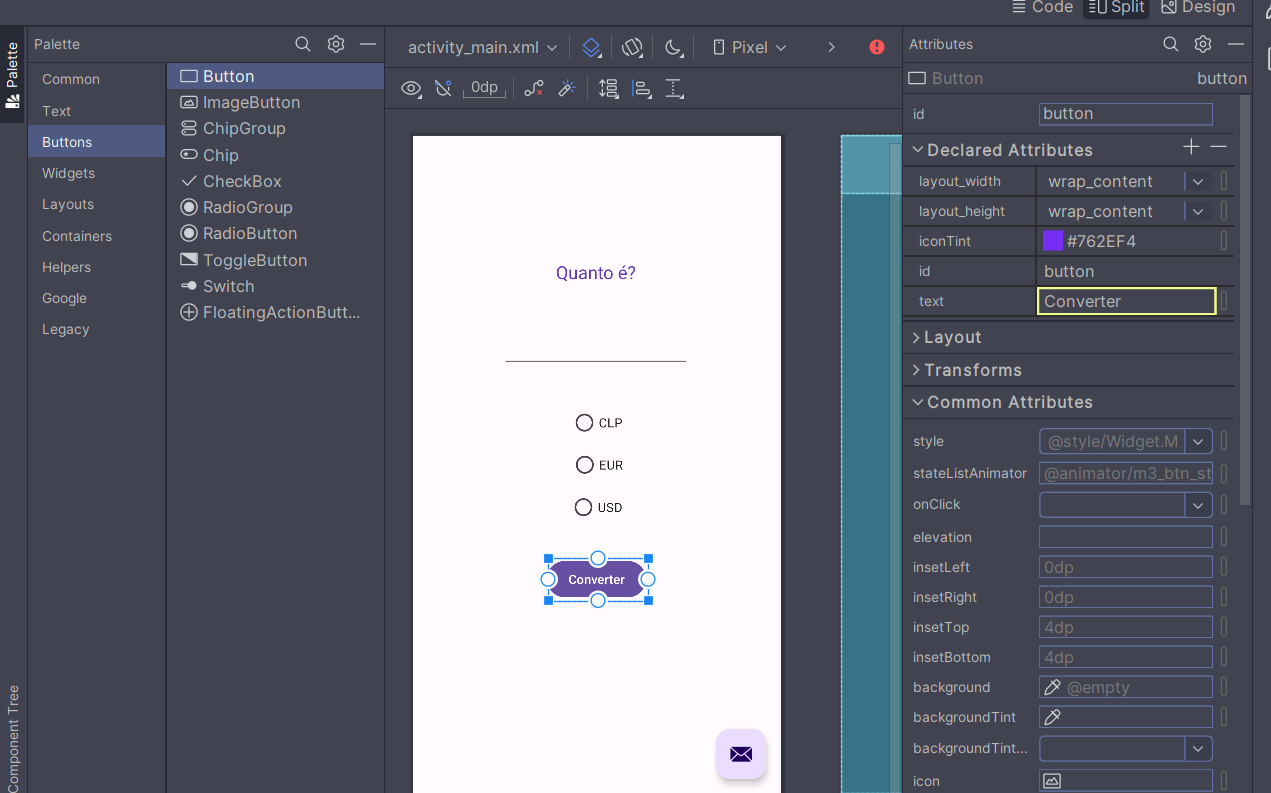 Code Split Design
Palette
Component Tree
Palette
Common
Text
Buttons
Widgets
Layouts
Containers
Helpers
Google
Legacy
Button
ImageButton
ChipGroup
Chip
CheckBox
RadioGroup
RadioButton
ToggleButton
Switch
FloatingActionButt...
activity_main.xml Pixel
0dp
Quanto é?
CLP
EUR
USD
Converter
Attributes
Button button
id button
Declared Attributes
layout_width wrap_content
layout_height wrap_content
iconTint #762EF4
id button
text Converter
Layout
Transforms
Common Attributes
style @style/Widget.M
stateListAnimator @animator/m3_btn_st
onClick
elevation
insetLeft 0dp
insetRight 0dp
insetTop 4dp
insetBottom 4dp
background @empty
backgroundTint
backgroundTint...
icon